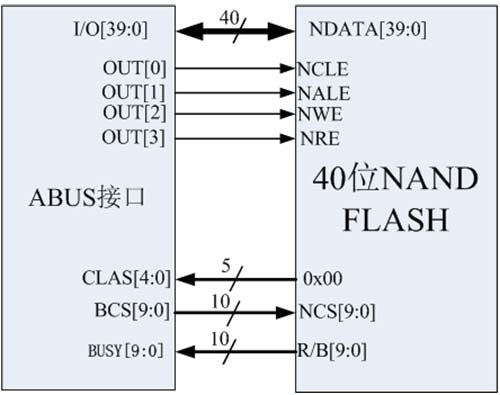 I/O[39:0] 40 NDATA[39:0]
OUT[0] NCLE
OUT[1] NALE
OUT[2] NWE
OUT[3] NRE
ABUS接口
40位NAND
FLASH
CLAS[4:0] 5 0x00
BCS[9:0] 10 NCS[9:0]
BUSY[9:0] 10 R/B[9:0]